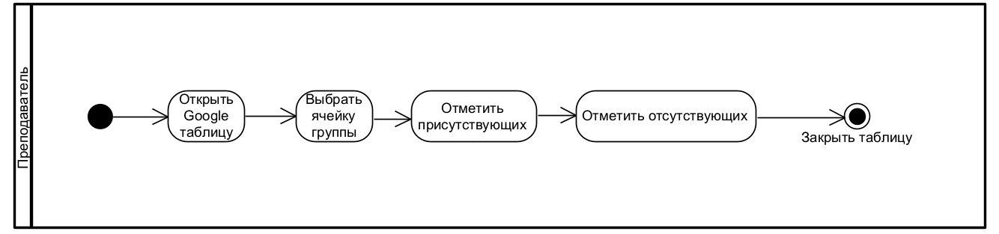 Преподаватель
Открыть
Google
таблицу
Выбрать
ячейку
группы
Отметить
присутствующих
Отметить отсутствующих
Закрыть таблицу